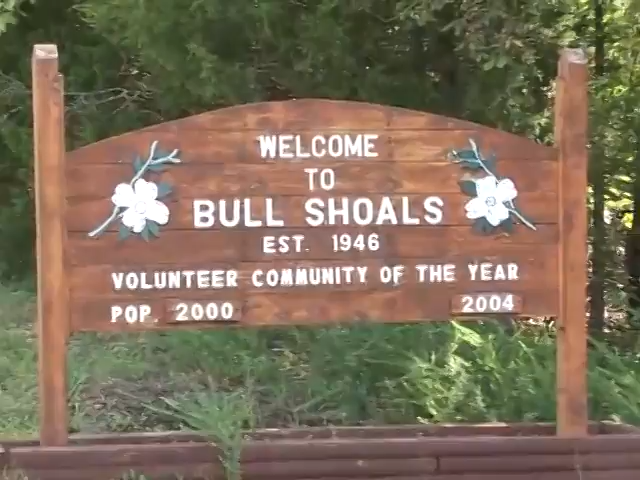 WELCOME
TO
BULL SHOALS
EST. 1946
VOLUNTEER COMMUNITY OF THE YEAR
POP. 2000 2004